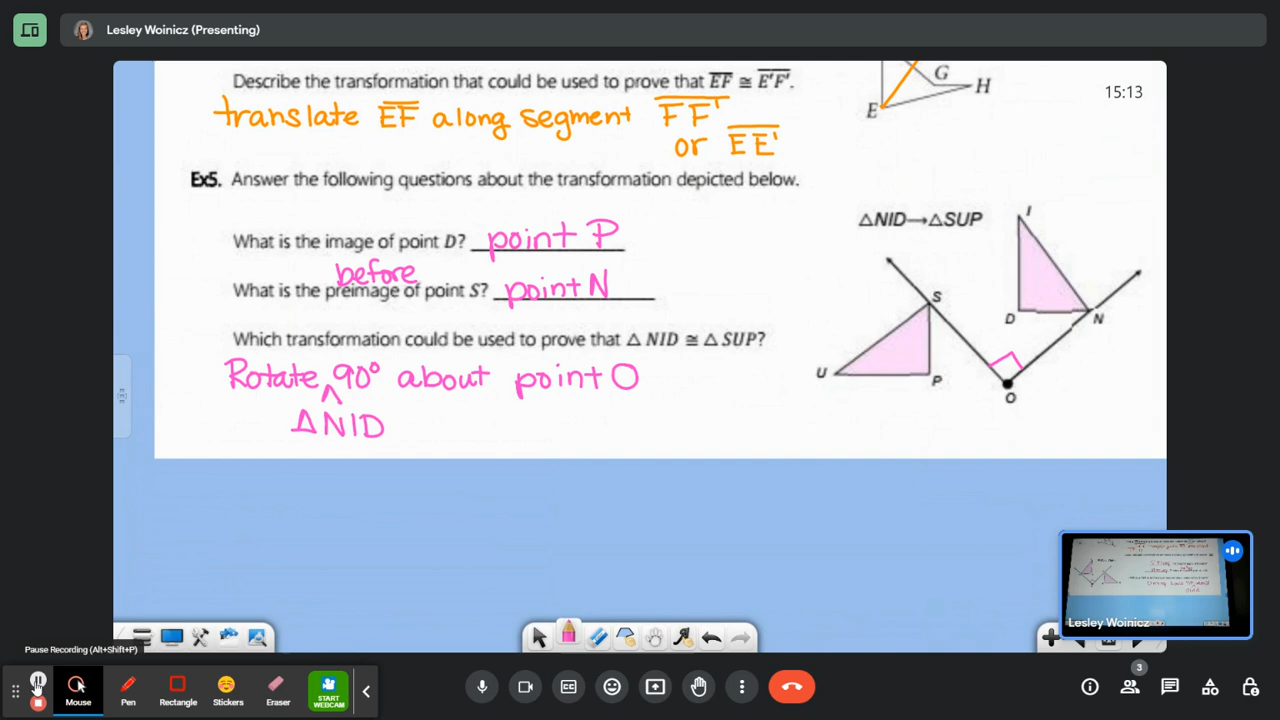 Lesley Woinicz (Presenting)
Describe the transformation that could be used to prove that EF ≅ E'F'.
G
H
E
15:13
translate EF along segment FF'
or EE'
Ex5. Answer the following questions about the transformation depicted below.
△NID→△SUP
I
What is the image of point D? point P
before
What is the preimage of point S? point N
S
D
N
Which transformation could be used to prove that △ NID ≅ △ SUP?
Rotate 90° about point O
^
△NID
U
P
O
Lesley Woinicz
Pause Recording (Alt+Shift+P)
Mouse
Pen
Rectangle
Stickers
Eraser
START
WEBCAM
CC
3